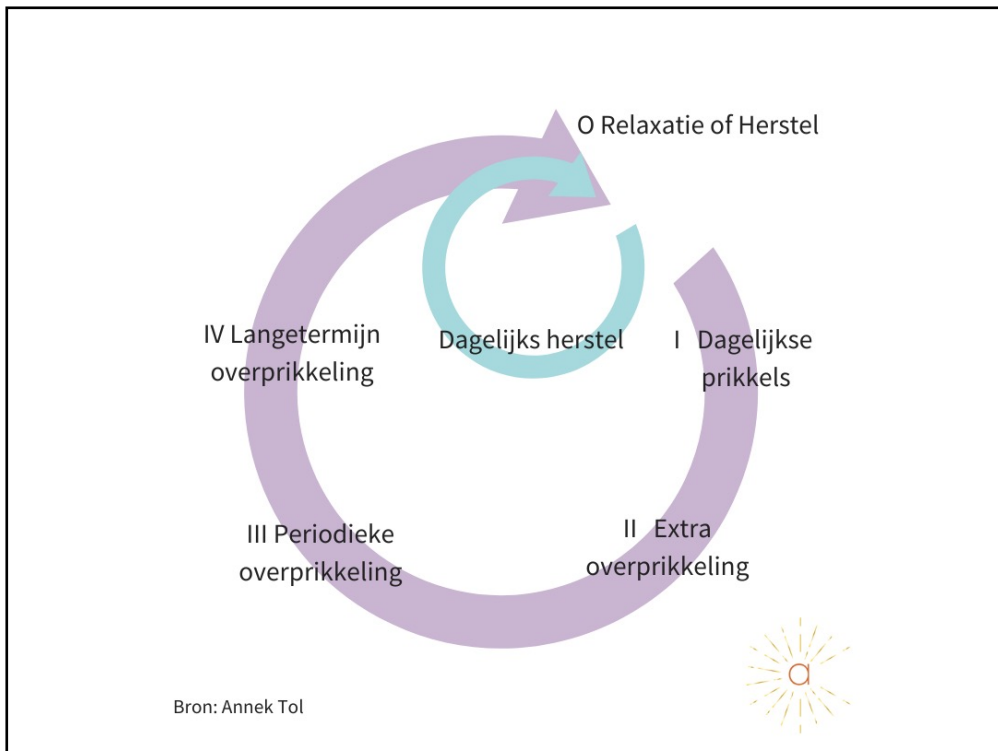 O Relaxatie of Herstel
IV Langetermijn
overprikkeling
Dagelijks herstel
I Dagelijkse
prikkels
III Periodieke
overprikkeling
II Extra
overprikkeling
a
Bron: Annek Tol